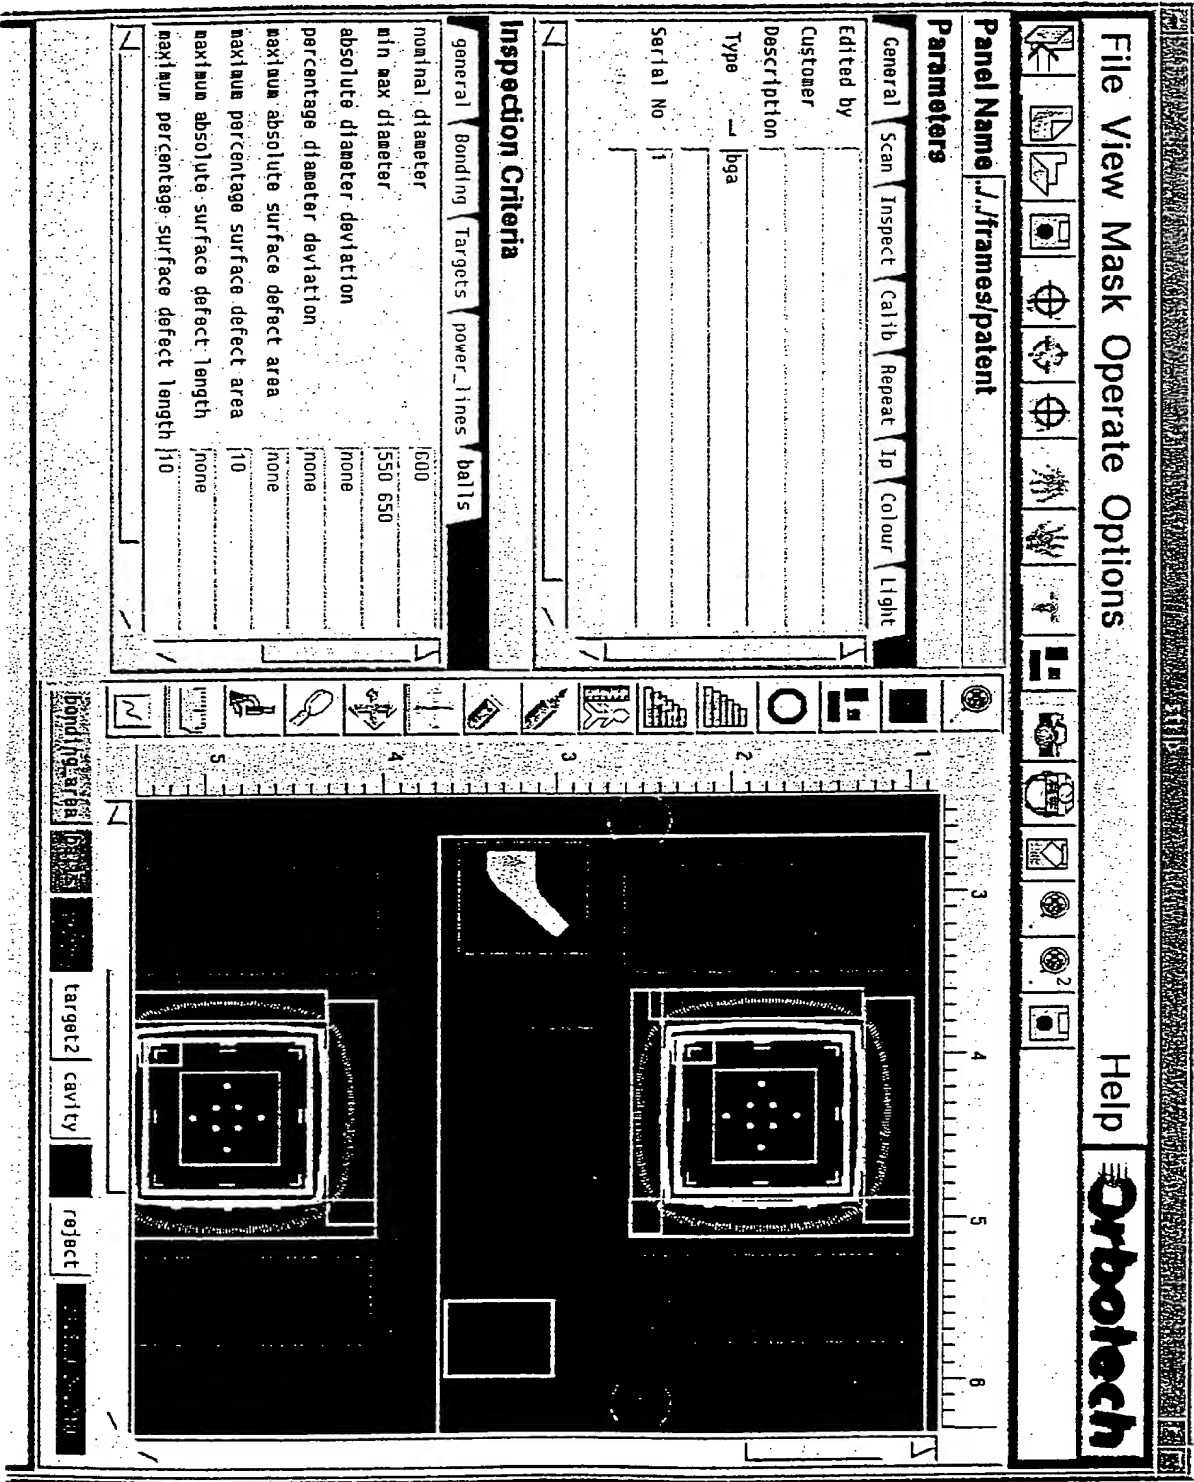 File View Mask Operate Options Help Orbotech
2
Panel Name ../../frames/patent
Parameters
General Scan Inspect Calib Repeat Ip Colour Light
Edited by
Customer
Description
Type bga
Serial No 1
Inspection Criteria
general Bonding Targets power_lines balls
nominal diameter 600
min max diameter 550 650
absolute diameter deviation none
percentage diameter deviation none
maximum absolute surface defect area none
maximum percentage surface defect area 10
maximum absolute surface defect length none
maximum percentage surface defect length 10
3 4 5 6
1
2
3
4
5
bonding_area target2 cavity reject